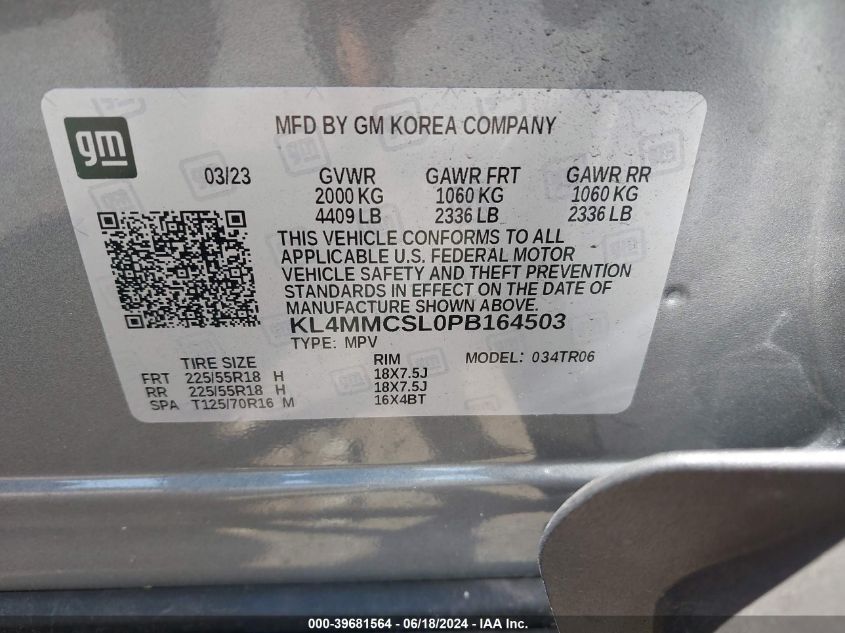 gm
MFD BY GM KOREA COMPANY
03/23 GVWR GAWR FRT GAWR RR
2000 KG 1060 KG 1060 KG
4409 LB 2336 LB 2336 LB
THIS VEHICLE CONFORMS TO ALL
APPLICABLE U.S. FEDERAL MOTOR
VEHICLE SAFETY AND THEFT PREVENTION
STANDARDS IN EFFECT ON THE DATE OF
MANUFACTURE SHOWN ABOVE.
KL4MMCSL0PB164503
TYPE: MPV
TIRE SIZE RIM MODEL: 034TR06
FRT 225/55R18 H 18X7.5J
RR 225/55R18 H 18X7.5J
SPA T125/70R16 M 16X4BT
000-39681564 - 06/18/2024 - IAA Inc.